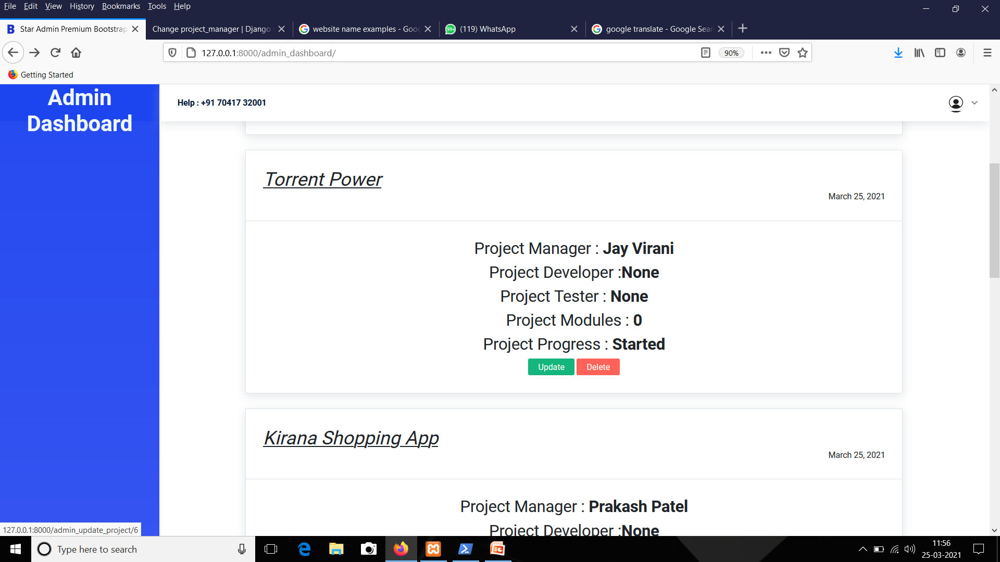 File Edit View History Bookmarks Tools Help
Star Admin Premium Bootstrap
Change project_manager | Django
website name examples - Goog
(119) WhatsApp
google translate - Google Sear
127.0.0.1:8000/admin_dashboard/
90%
Getting Started
Admin
Dashboard
Help : +91 70417 32001
Torrent Power
March 25, 2021
Project Manager : Jay Virani
Project Developer :None
Project Tester : None
Project Modules : 0
Project Progress : Started
Update Delete
Kirana Shopping App
March 25, 2021
Project Manager : Prakash Patel
Project Developer :None
127.0.0.1:8000/admin_update_project/6
Type here to search
11:56
25-03-2021